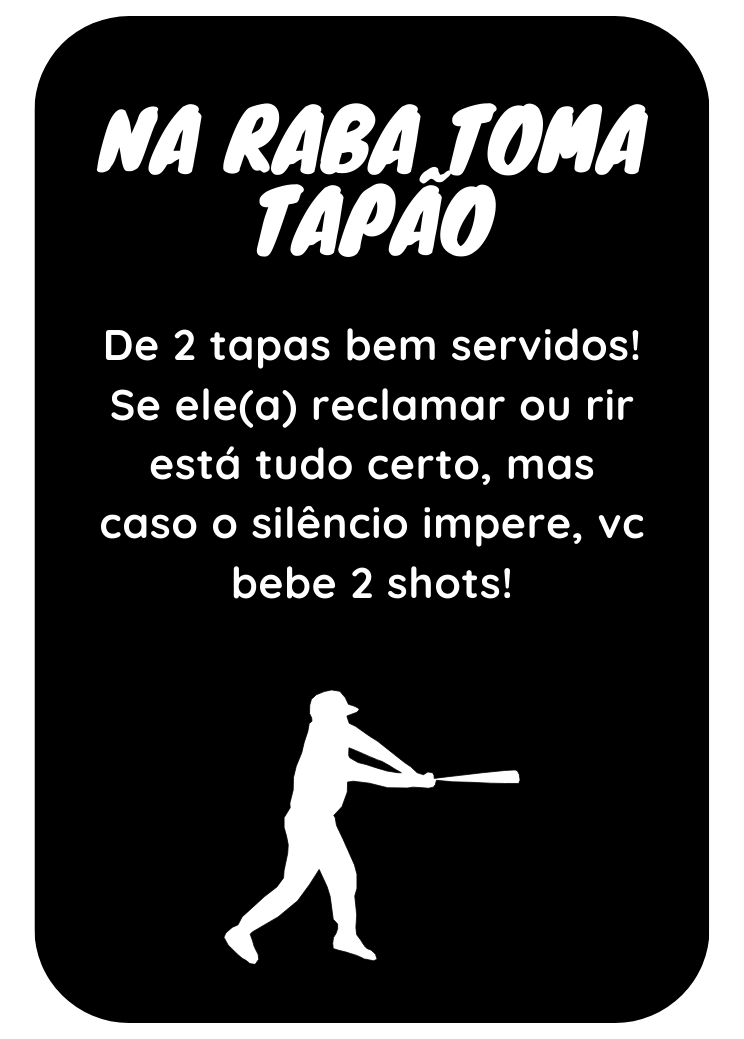 NA RABA TOMA
TAPÃO
De 2 tapas bem servidos!
Se ele(a) reclamar ou rir
está tudo certo, mas
caso o silêncio impere, vc
bebe 2 shots!